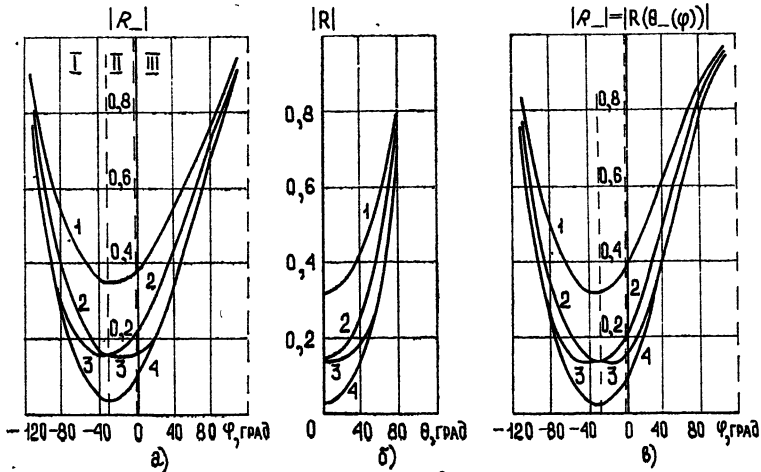 |R_| |R| |R_|=|R(θ_(φ))|
I II III
0,8 0,8 0,8
0,6 0,6 0,6
1 1 1
0,4 0,4 0,4
2 2 2 2 2
0,2 0,2 0,2
3 3 4 3 4 3 3 4
-120 -80 -40 0 40 80 φ,ГРАД 0 40 80 θ,ГРАД -120 -80 -40 0 40 80 φ,ГРАД
а) б) в)